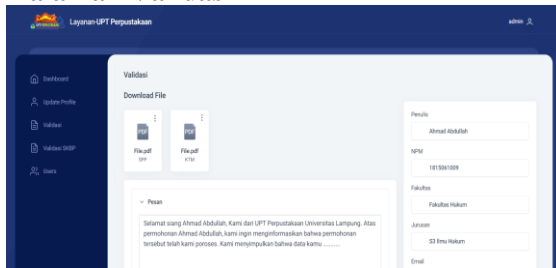 Layanan-UPT Perpustakaan
admin
Dashboard
Update Profile
Validasi
Validasi SKBP
Users
Validasi
Download File
PDF
File.pdf
SPP
PDF
File.pdf
KTM
Pesan
Selamat siang Ahmad Abdullah, Kami dari UPT Perpustakaan Universitas Lampung. Atas
permohonan Ahmad Abdullah, kami ingin menginformasikan bahwa permohonan
tersebut telah kami poroses. Kami menyimpulkan bahwa data kamu ..........
Penulis
Ahmad Abdullah
NPM
1815061009
Fakultas
Fakultas Hukum
Jurusan
S3 Ilmu Hukum
Email